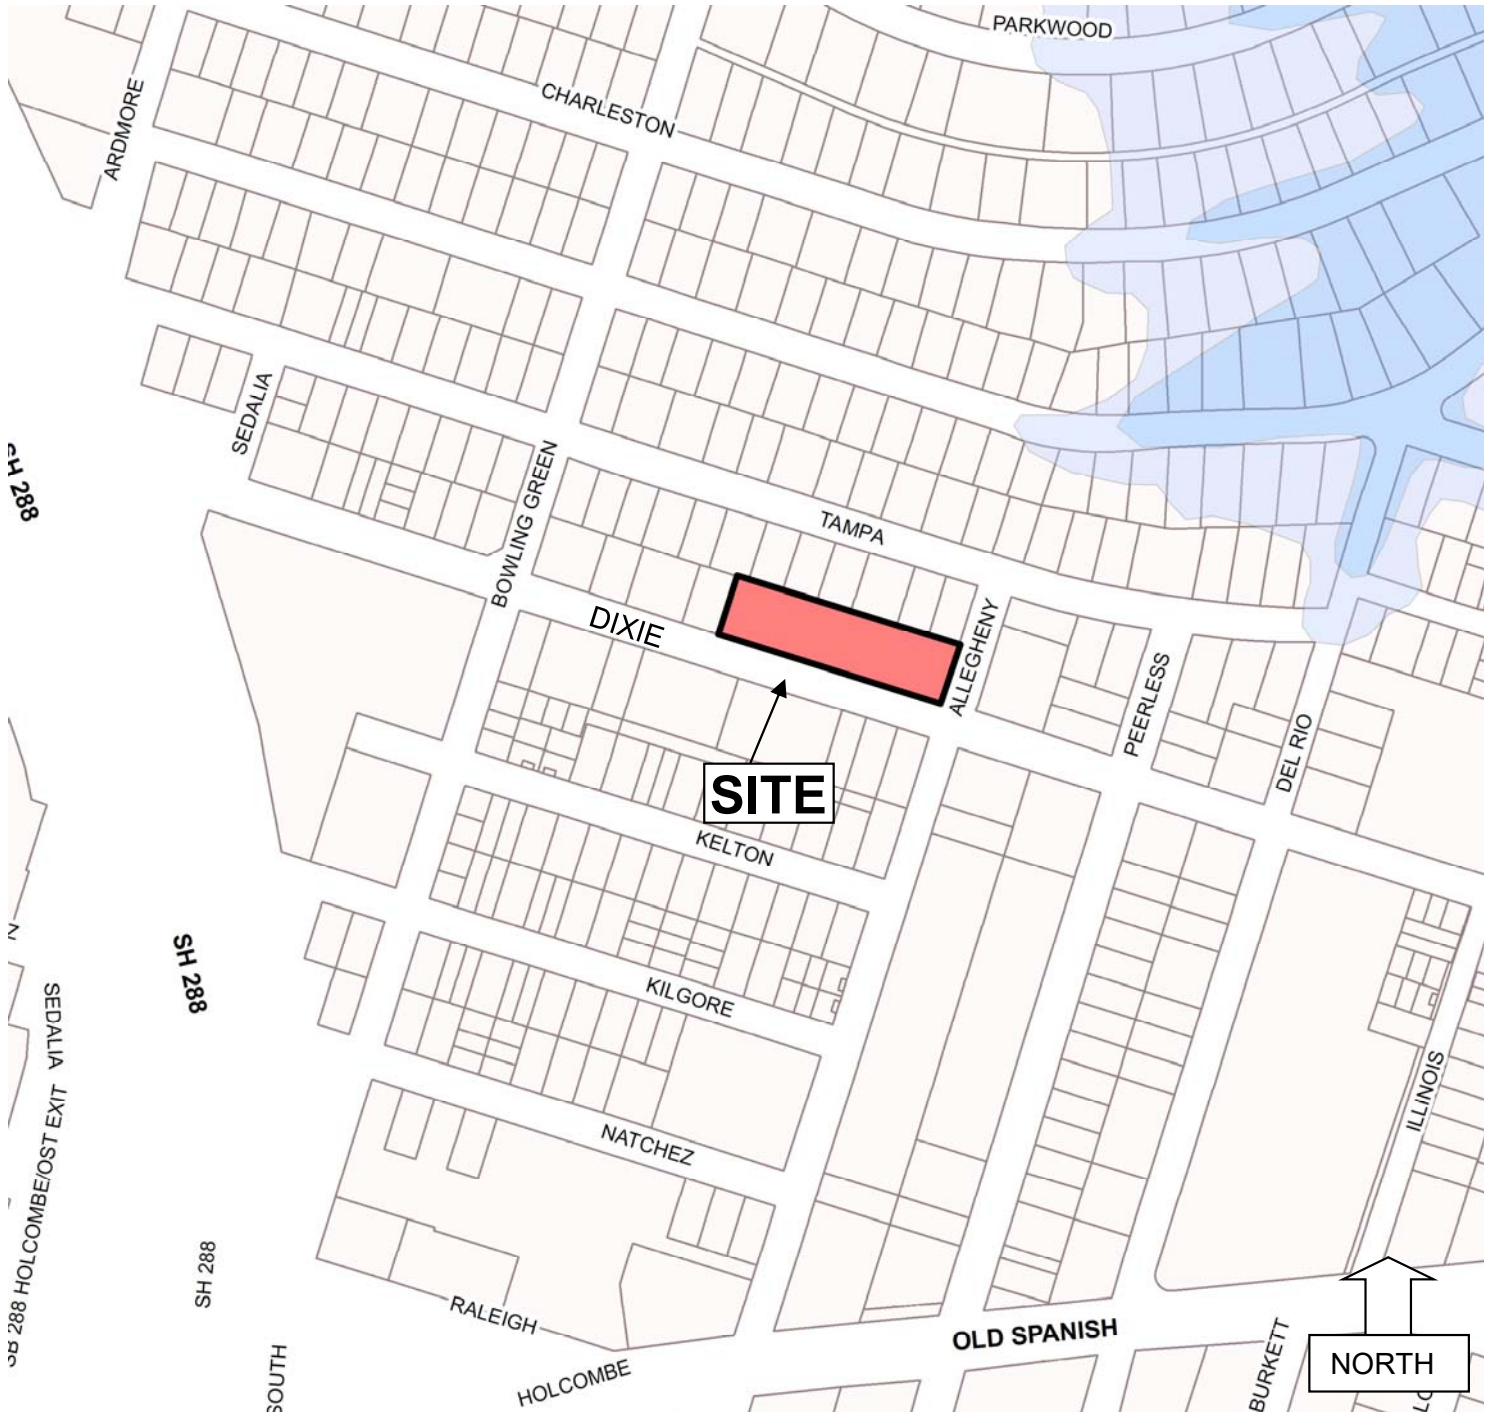 PARKWOOD
CHARLESTON
ARDMORE
SEDALIA
BOWLING GREEN
SH 288
TAMPA
DIXIE
ALLEGHENY
PEERLESS
DEL RIO
SITE
KELTON
KILGORE
SH 288
NATCHEZ
ILLINOIS
SEDALIA
SB 288 HOLCOMBE/OST EXIT
SH 288
RALEIGH
OLD SPANISH
SOUTH
HOLCOMBE
BURKETT
NORTH